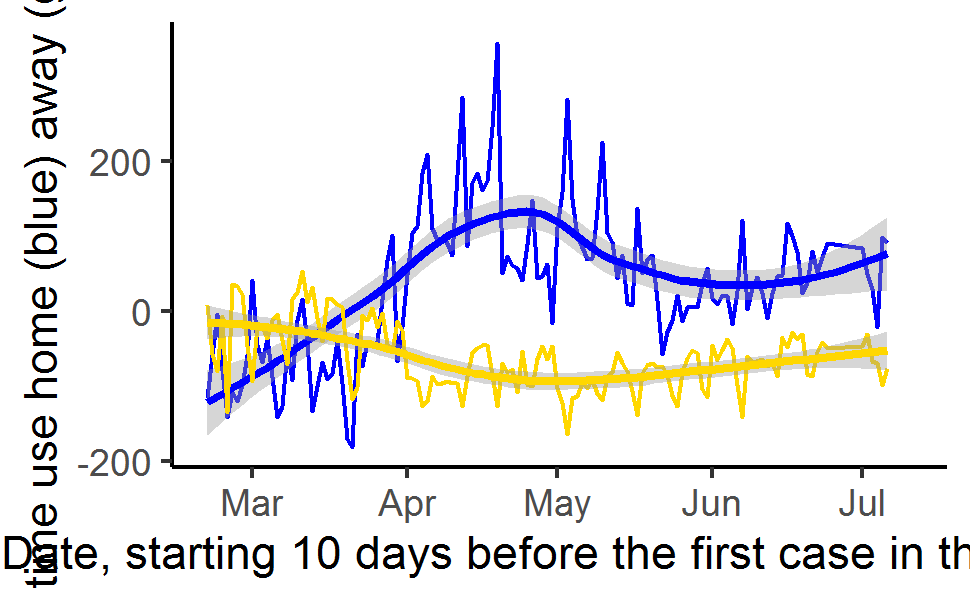 time use home (blue) away (
200
0
-200
Mar Apr May Jun Jul
Date, starting 10 days before the first case in th